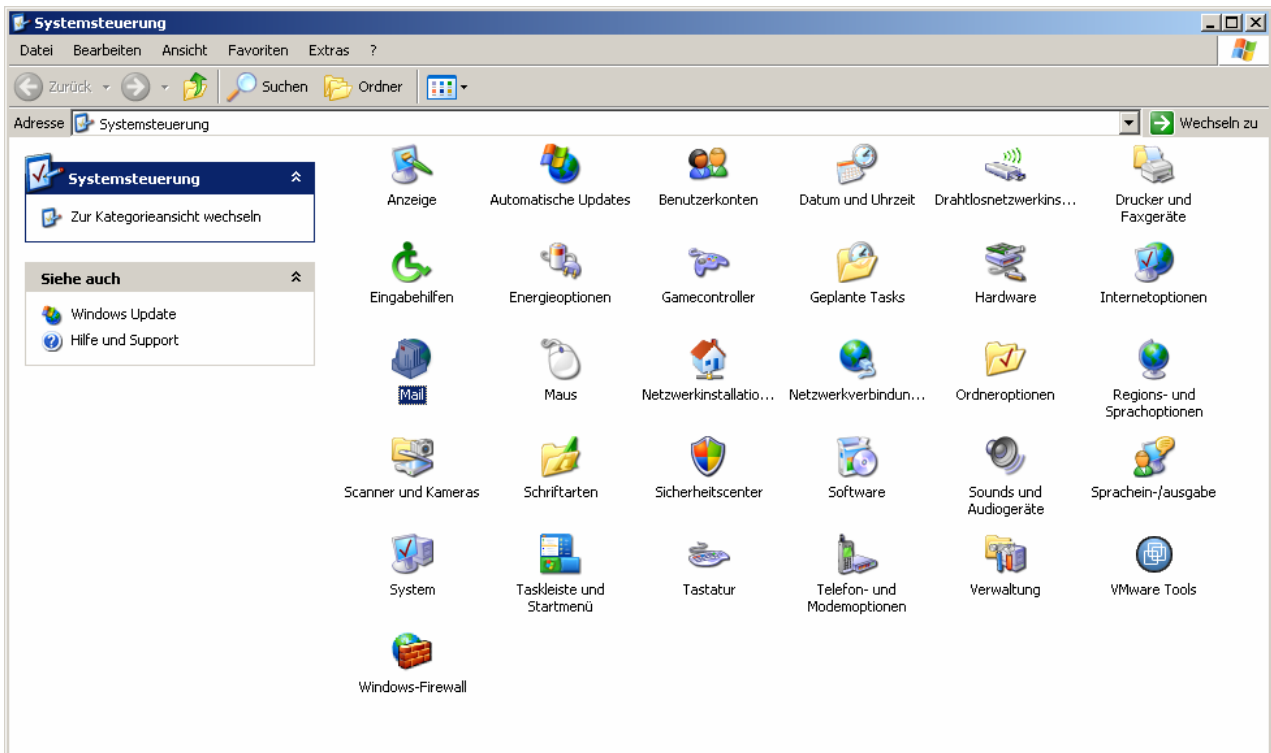 Systemsteuerung
Datei Bearbeiten Ansicht Favoriten Extras ?
Zurück Suchen Ordner
Adresse Systemsteuerung Wechseln zu
Systemsteuerung
Zur Kategorieansicht wechseln
Siehe auch
Windows Update
Hilfe und Support
Anzeige
Automatische Updates
Benutzerkonten
Datum und Uhrzeit
Drahtlosnetzwerkins...
Drucker und
Faxgeräte
Eingabehilfen
Energieoptionen
Gamecontroller
Geplante Tasks
Hardware
Internetoptionen
Mail
Maus
Netzwerkinstallatio...
Netzwerkverbindun...
Ordneroptionen
Regions- und
Sprachoptionen
Scanner und Kameras
Schriftarten
Sicherheitscenter
Software
Sounds und
Audiogeräte
Sprachein-/ausgabe
System
Taskleiste und
Startmenü
Tastatur
Telefon- und
Modemoptionen
Verwaltung
VMware Tools
Windows-Firewall